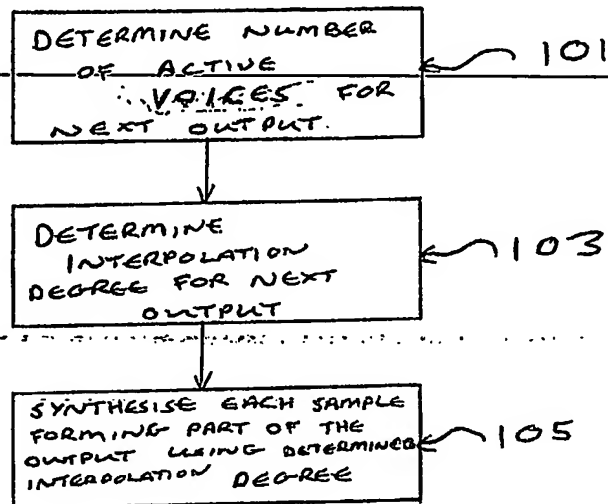 DETERMINE NUMBER
OF ACTIVE
VOICES FOR
NEXT OUTPUT.
101
DETERMINE
INTERPOLATION
DEGREE FOR NEXT
OUTPUT
103
SYNTHESISE EACH SAMPLE
FORMING PART OF THE
OUTPUT USING DETERMINED
INTERPOLATION DEGREE
105